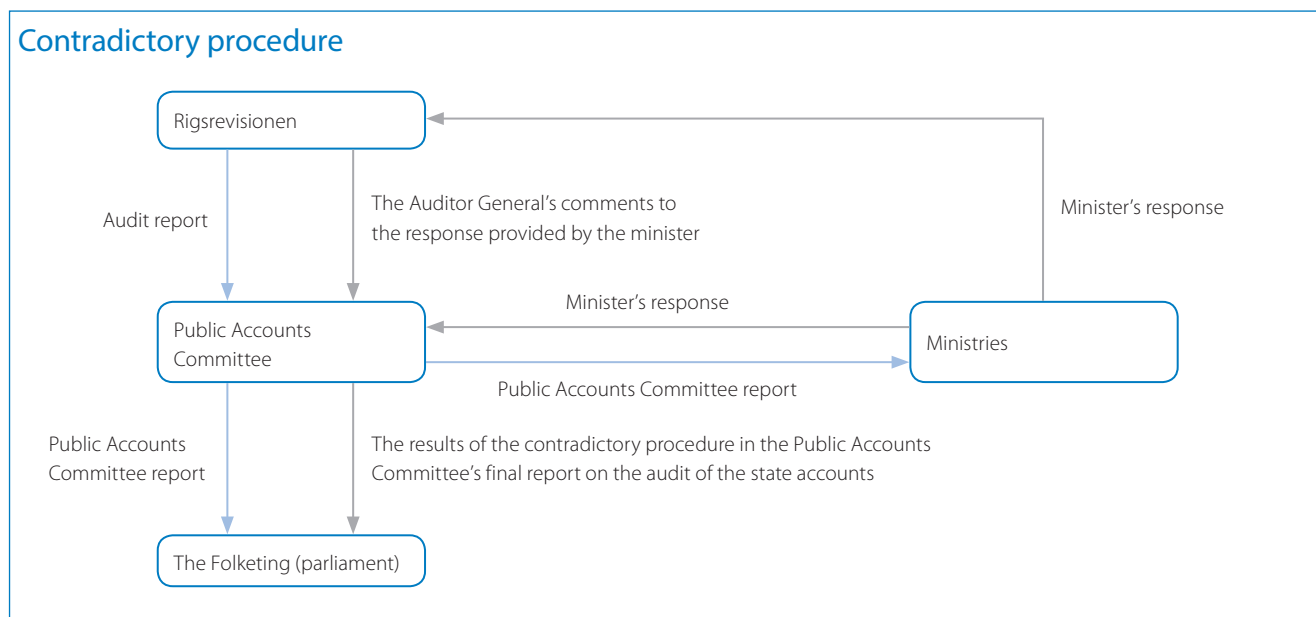 Contradictory procedure
Rigsrevisionen
Audit report
The Auditor General’s comments to
the response provided by the minister
Minister’s response
Minister’s response
Public Accounts
Committee
Ministries
Public Accounts Committee report
Public Accounts
Committee report
The results of the contradictory procedure in the Public Accounts
Committee’s final report on the audit of the state accounts
The Folketing (parliament)